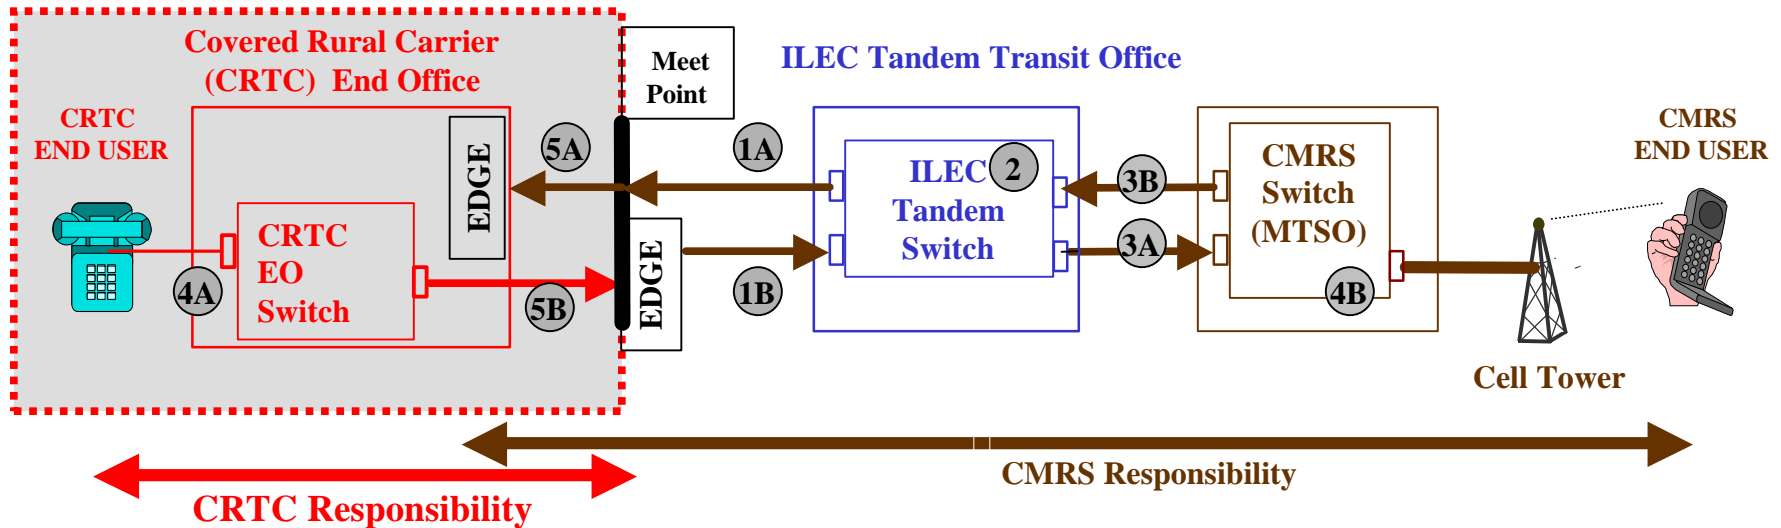 Covered Rural Carrier
(CRTC) End Office
Meet
Point
ILEC Tandem Transit Office
CRTC
END USER
CMRS
END USER
EDGE
5A
1A
ILEC
Tandem
Switch
2
3B
CMRS
Switch
(MTSO)
CRTC
EO
Switch
4A
5B
EDGE
1B
3A
4B
Cell Tower
CMRS Responsibility
CRTC Responsibility